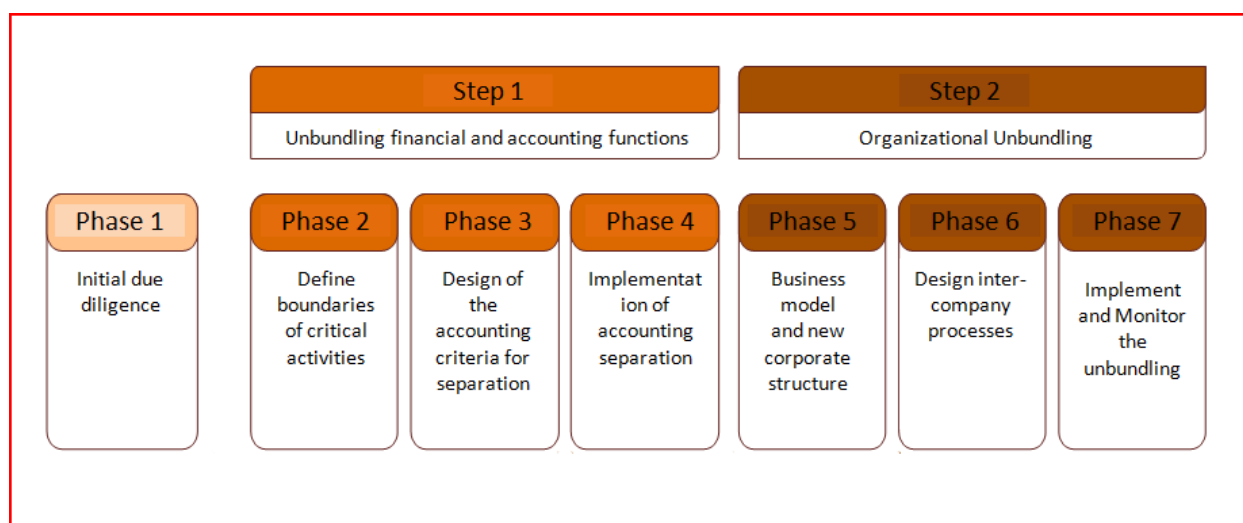 Step 1
Unbundling financial and accounting functions
Step 2
Organizational Unbundling
Phase 1
Initial due
diligence
Phase 2
Define
boundaries
of critical
activities
Phase 3
Design of
the
accounting
criteria for
separation
Phase 4
Implementat
ion of
accounting
separation
Phase 5
Business
model
and new
corporate
structure
Phase 6
Design inter-
company
processes
Phase 7
Implement
and Monitor
the
unbundling